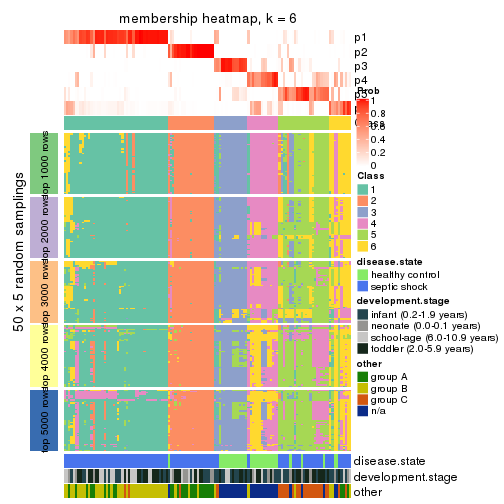 membership heatmap, k = 6
p1
p2
p3
p4
Prob
1
0.8
0.4
0.2
0
Class
1
2
3
4
5
6
disease.state
healthy control
septic shock
development.stage
infant (0.2-1.9 years)
neonate (0.0-0.1 years)
school-age (6.0-10.9 years)
toddler (2.0-5.9 years)
other
group A
group B
group C
n/a
50 x 5 random samplings
top 1000 rows
top 2000 rows
top 3000 rows
top 4000 rows
top 5000 rows
disease.state
development.stage
other